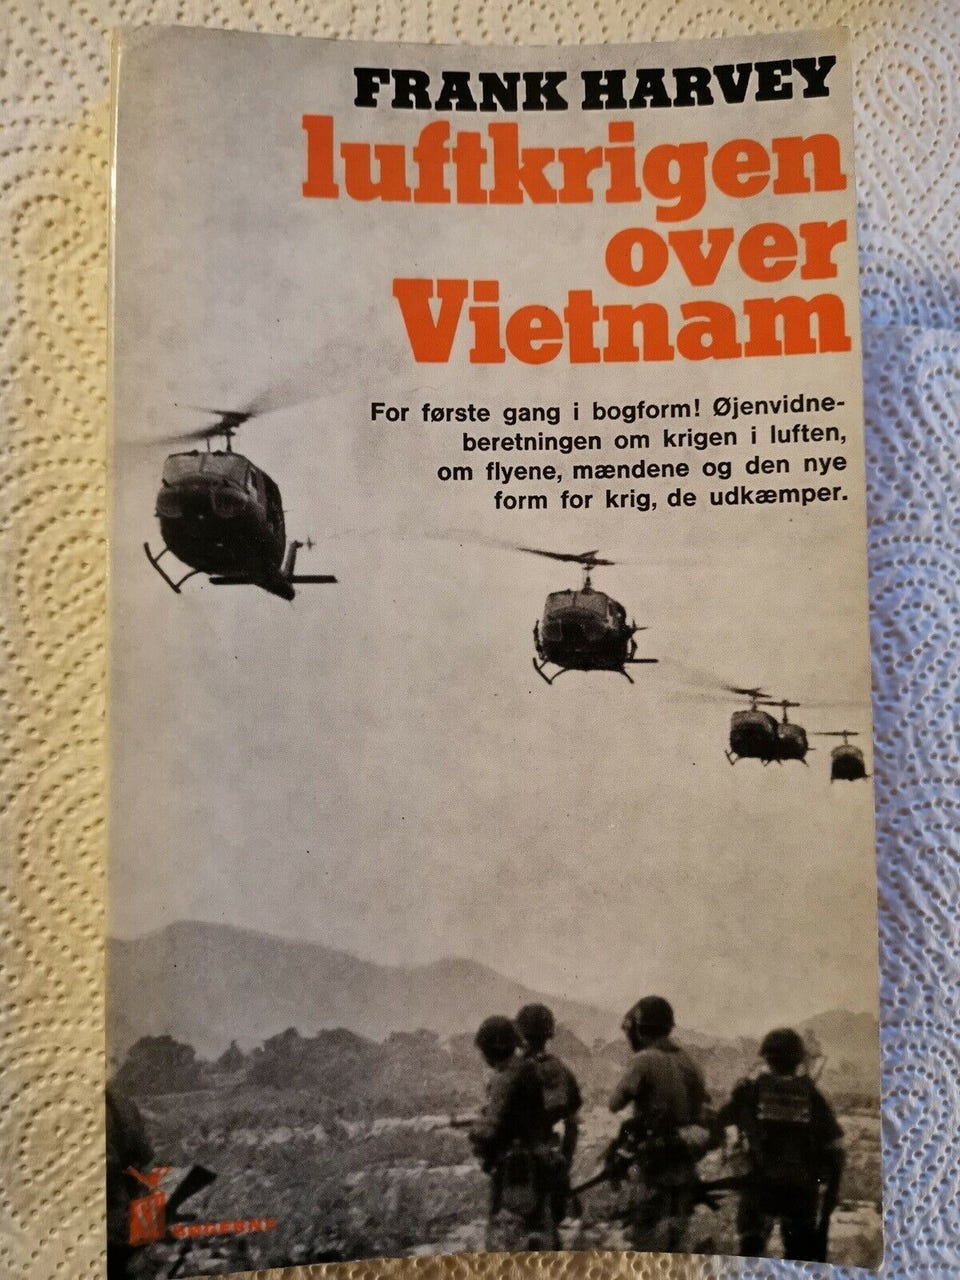 FRANK HARVEY
luftkrigen
over
Vietnam
For første gang i bogform! Øjenvidne-
beretningen om krigen i luften,
om flyene, mændene og den nye
form for krig, de udkæmper.